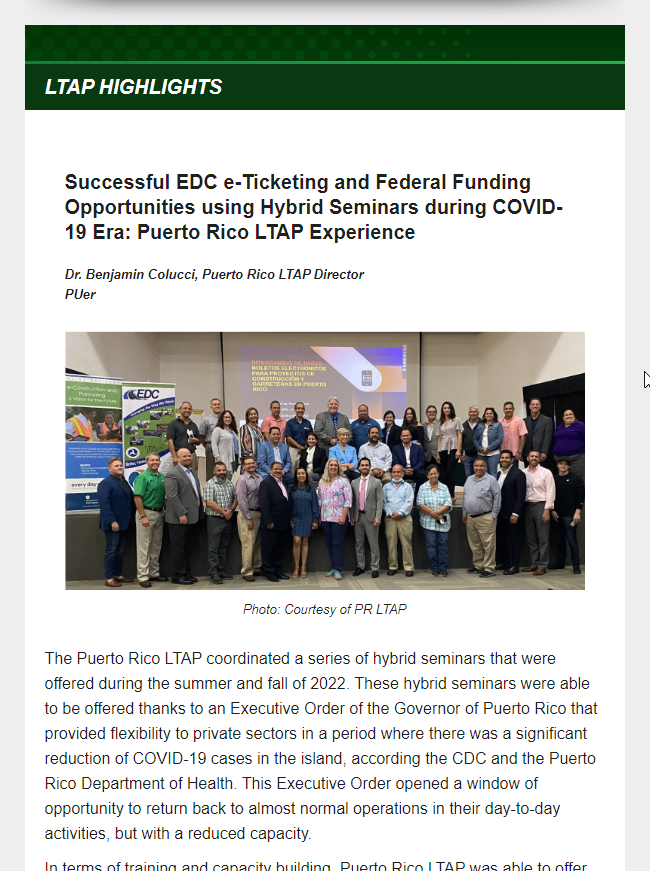 LTAP HIGHLIGHTS
Successful EDC e-Ticketing and Federal Funding
Opportunities using Hybrid Seminars during COVID-
19 Era: Puerto Rico LTAP Experience
Dr. Benjamin Colucci, Puerto Rico LTAP Director
PUer
INTERCAMBIO DE PARES:
BOLETOS ELECTRÓNICOS
PARA PROYECTOS DE
CONSTRUCCIÓN Y
CARRETERAS EN PUERTO
RICO
e-Construction and
Partnering
A Vision for the Future
EDC
every day
Photo: Courtesy of PR LTAP
The Puerto Rico LTAP coordinated a series of hybrid seminars that were
offered during the summer and fall of 2022. These hybrid seminars were able
to be offered thanks to an Executive Order of the Governor of Puerto Rico that
provided flexibility to private sectors in a period where there was a significant
reduction of COVID-19 cases in the island, according the CDC and the Puerto
Rico Department of Health. This Executive Order opened a window of
opportunity to return back to almost normal operations in their day-to-day
activities, but with a reduced capacity.
In terms of training and capacity building, Puerto Rico LTAP was able to offer